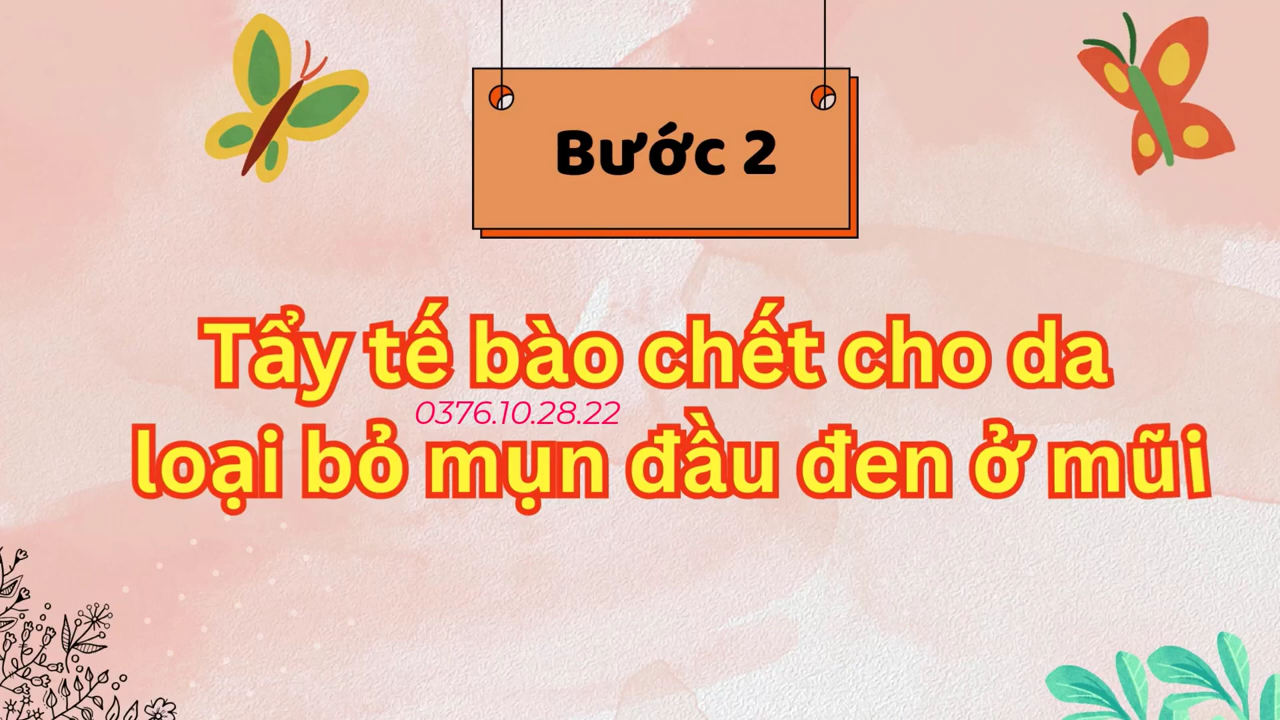 Bước 2
Tẩy tế bào chết cho da
0376.10.28.22
loại bỏ mụn đầu đen ở mũi